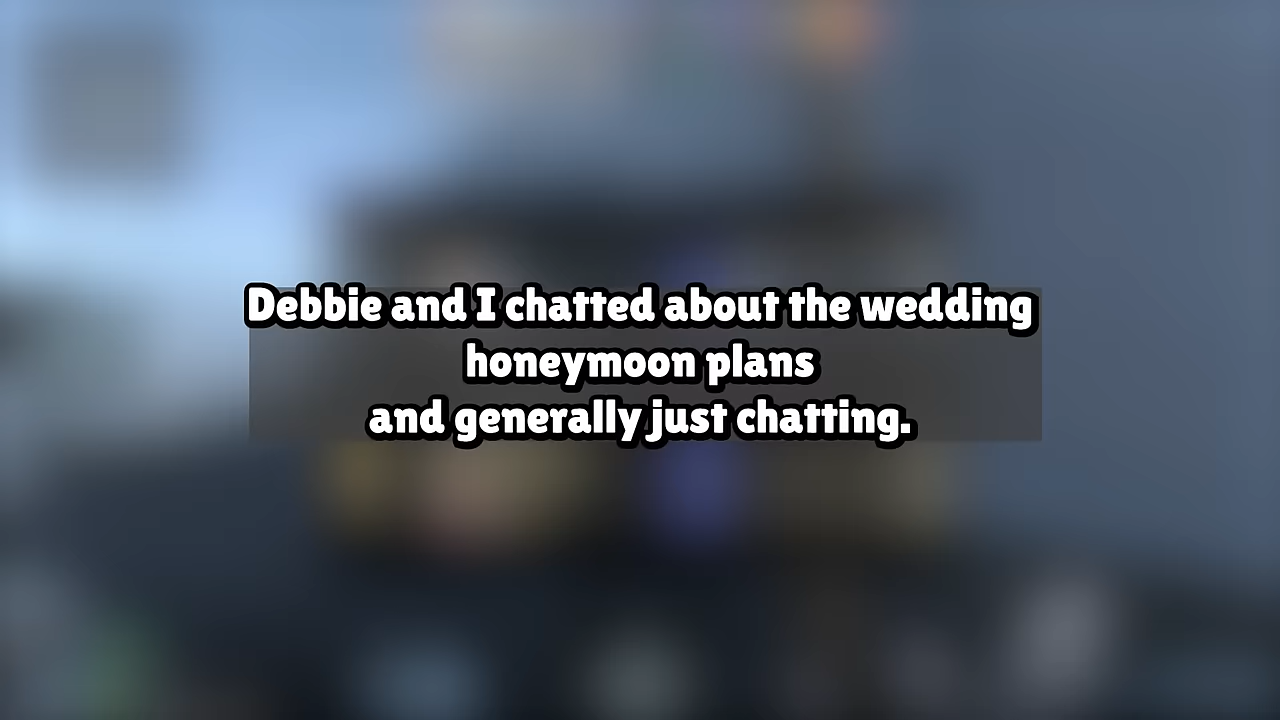 Debbie and I chatted about the wedding
honeymoon plans
and generally just chatting.